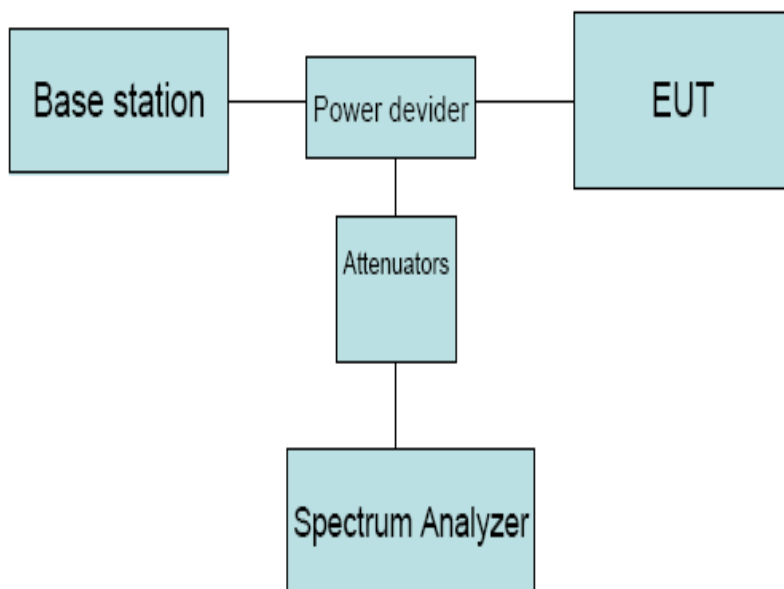 Base station
Power devider
EUT
Attenuators
Spectrum Analyzer